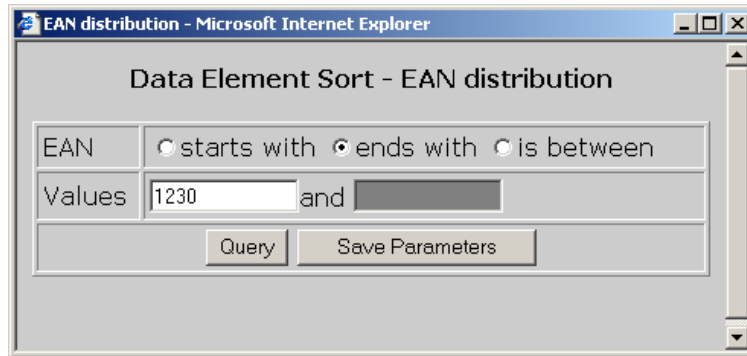 EAN distribution - Microsoft Internet Explorer
Data Element Sort - EAN distribution
EAN starts with ends with is between
Values 1230 and
Query Save Parameters